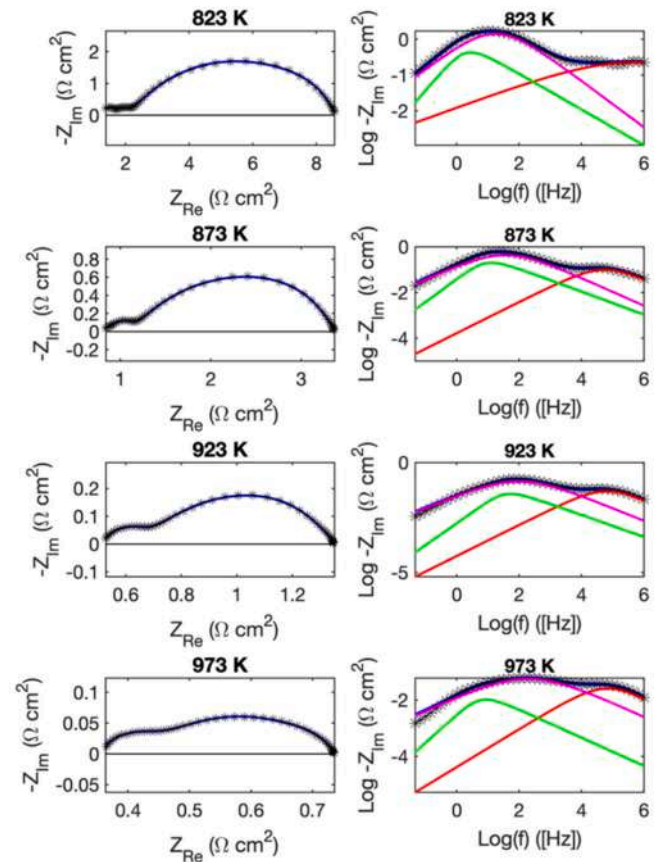 823 K
-Z_Im (Ω cm²)
2
1
0
-1
2 4 6 8
Z_Re (Ω cm²)
823 K
Log -Z_Im (Ω cm²)
0
-1
-2
0 2 4 6
Log(f) ([Hz])
873 K
-Z_Im (Ω cm²)
0.8
0.6
0.4
0.2
0
-0.2
1 2 3
Z_Re (Ω cm²)
873 K
Log -Z_Im (Ω cm²)
0
-2
-4
0 2 4 6
Log(f) ([Hz])
923 K
-Z_Im (Ω cm²)
0.2
0.1
0
-0.1
0.6 0.8 1 1.2
Z_Re (Ω cm²)
923 K
Log -Z_Im (Ω cm²)
0
-5
0 2 4 6
Log(f) ([Hz])
973 K
-Z_Im (Ω cm²)
0.1
0.05
0
-0.05
0.4 0.5 0.6 0.7
Z_Re (Ω cm²)
973 K
Log -Z_Im (Ω cm²)
-2
-4
0 2 4 6
Log(f) ([Hz])